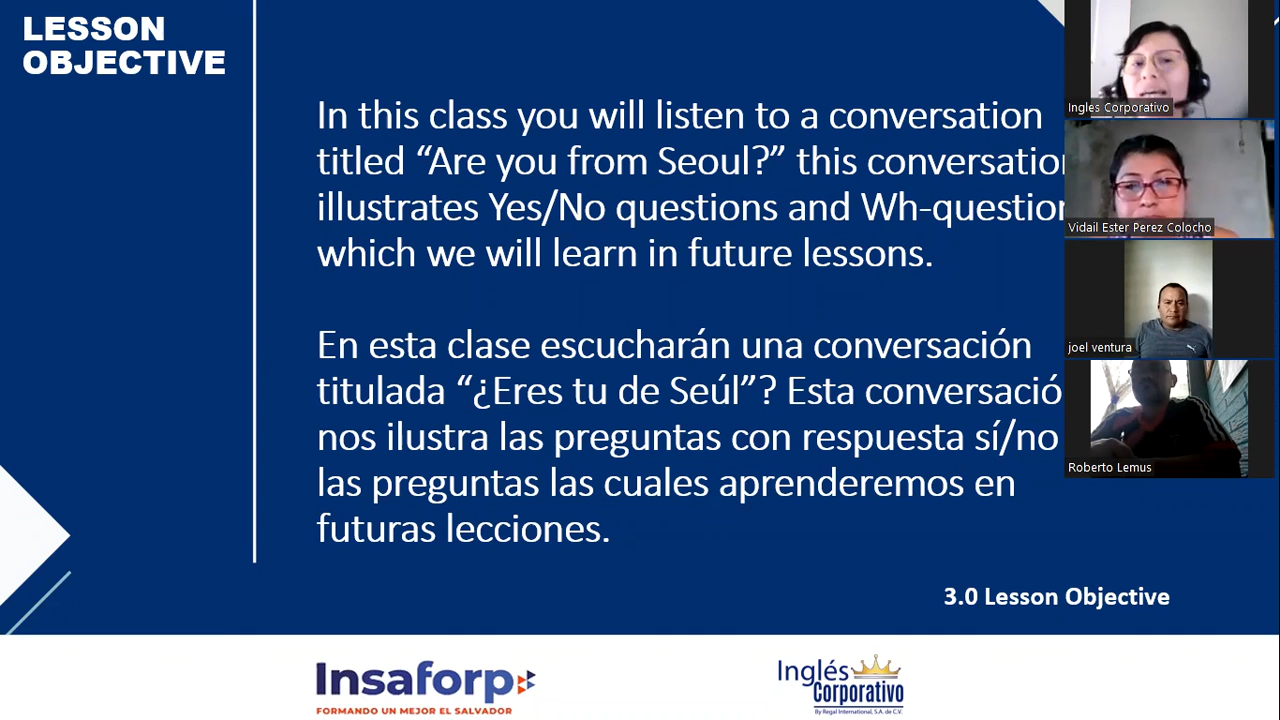 LESSON
OBJECTIVE
In this class you will listen to a conversation
titled “Are you from Seoul?” this conversation
illustrates Yes/No questions and Wh-question
which we will learn in future lessons.
En esta clase escucharán una conversación
titulada “¿Eres tu de Seúl”? Esta conversació
nos ilustra las preguntas con respuesta sí/no
las preguntas las cuales aprenderemos en
futuras lecciones.
3.0 Lesson Objective
Insaforp
FORMANDO UN MEJOR EL SALVADOR
Inglés
Corporativo
By Regal International, S.A. de C.V.
Ingles Corporativo
Vidail Ester Perez Colocho
joel ventura
Roberto Lemus